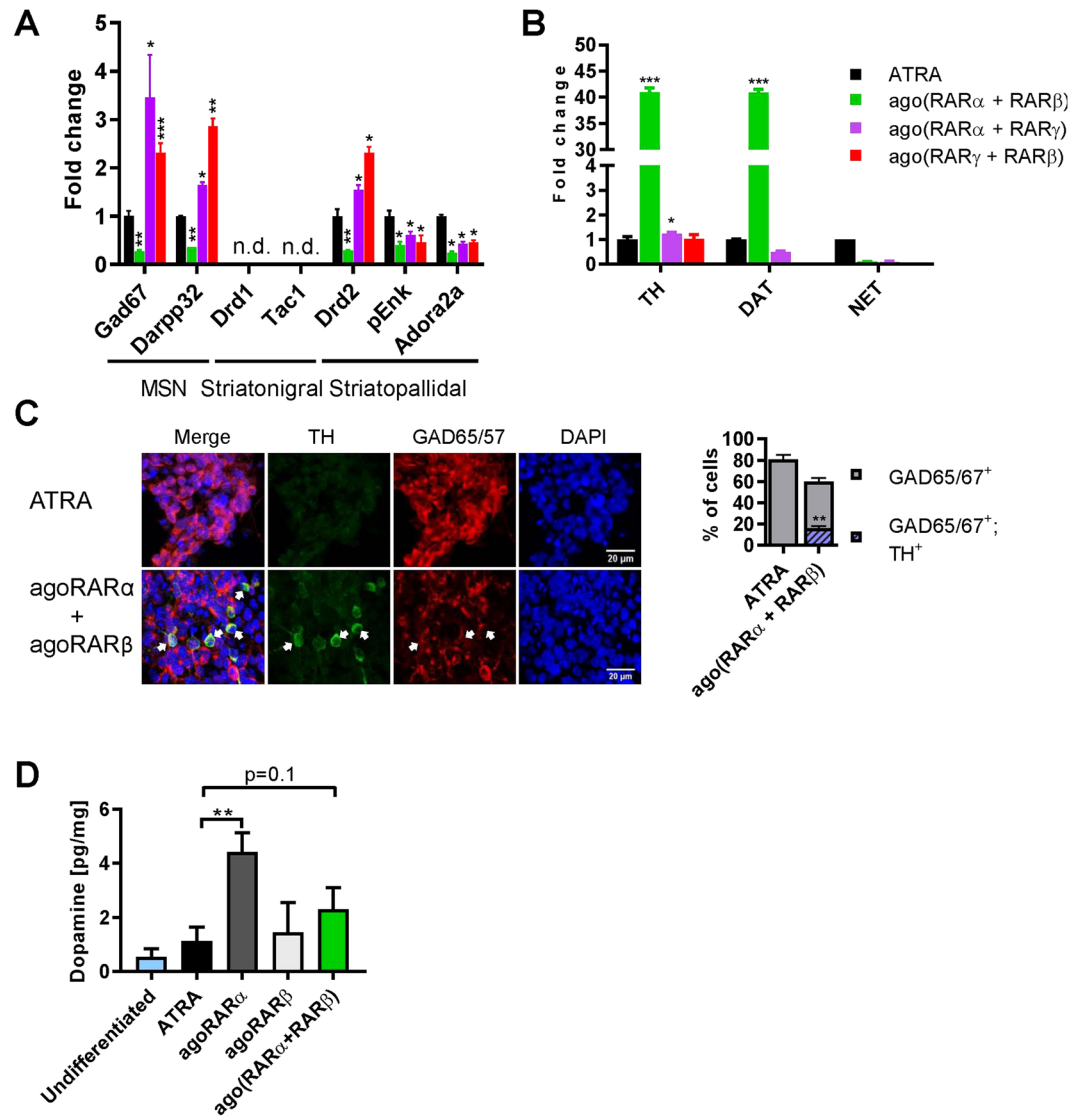 A
Fold change
5
4
3
2
1
0
*
**
***
**
*
**
n.d.
n.d.
**
*
*
*
*
*
*
*
*
Gad67
Darpp32
Drd1
Tac1
Drd2
pEnk
Adora2a
MSN
Striatonigral
Striatopallidal
B
Fold change
50
45
40
35
30
4
3
2
1
0
***
*
***
TH
DAT
NET
ATRA
ago(RARα + RARβ)
ago(RARα + RARγ)
ago(RARγ + RARβ)
C
Merge
TH
GAD65/57
DAPI
ATRA
20 μm
agoRARα
+
agoRARβ
20 μm
% of cells
100
80
60
40
20
0
**
ATRA
ago(RARα + RARβ)
GAD65/67+
GAD65/67+;
TH+
D
p=0.1
**
Dopamine [pg/mg]
6
4
2
0
Undifferentiated
ATRA
agoRARα
agoRARβ
ago(RARα+RARβ)